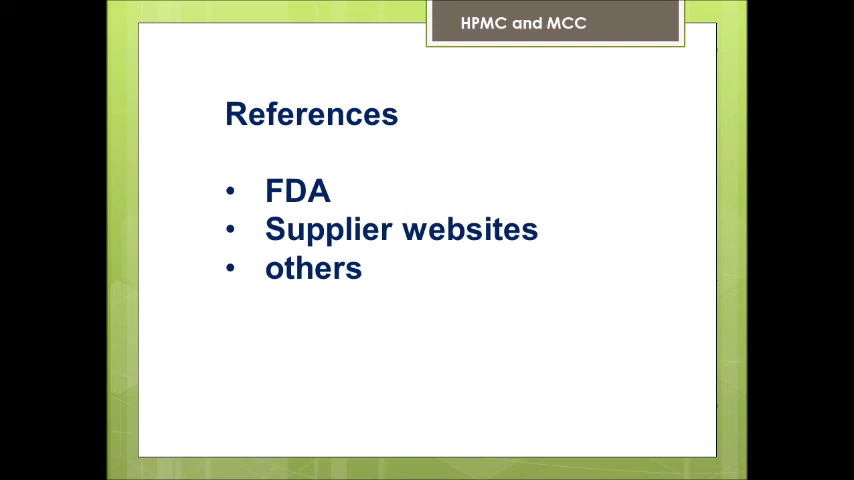 HPMC and MCC
References
• FDA
• Supplier websites
• others